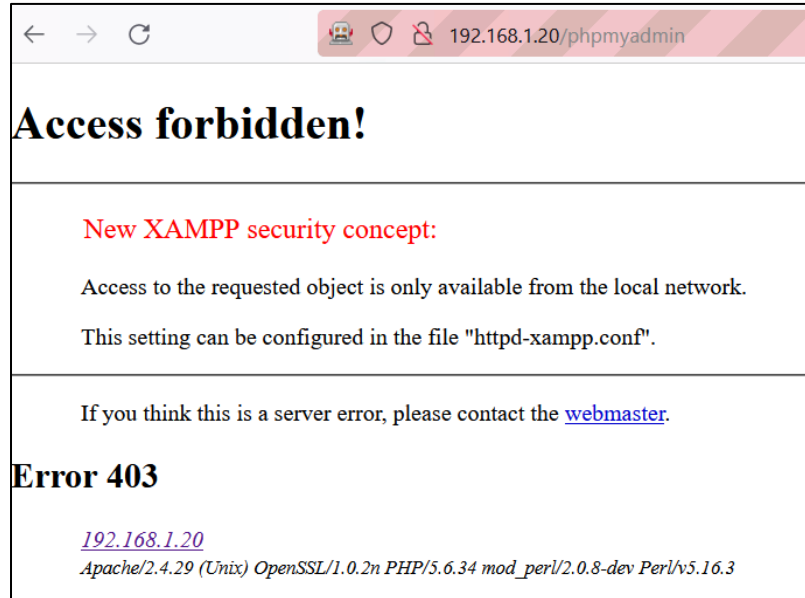 192.168.1.20/phpmyadmin
Access forbidden!
New XAMPP security concept:
Access to the requested object is only available from the local network.
This setting can be configured in the file "httpd-xampp.conf".
If you think this is a server error, please contact the webmaster.
Error 403
192.168.1.20
Apache/2.4.29 (Unix) OpenSSL/1.0.2n PHP/5.6.34 mod_perl/2.0.8-dev Perl/v5.16.3